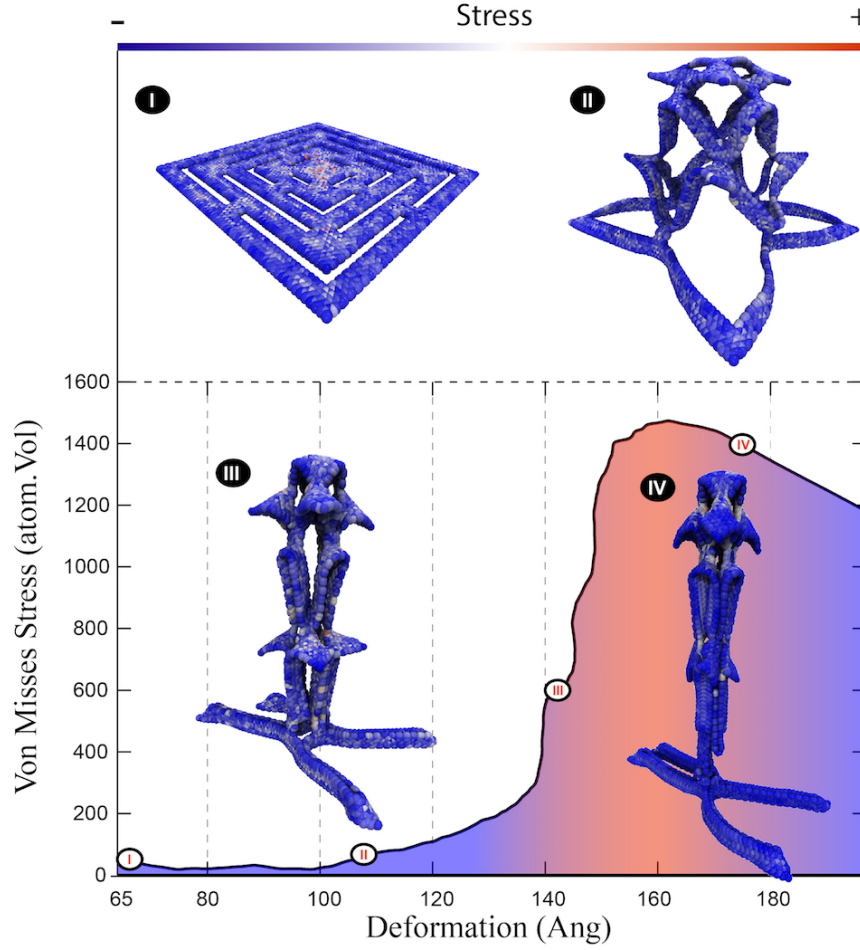 Stress
- +
I
II
1600
1400
1200
1000
800
600
400
200
0
Von Misses Stress (atom.Vol)
III
IV
I
II
III
IV
65 80 100 120 140 160 180
Deformation (Ang)